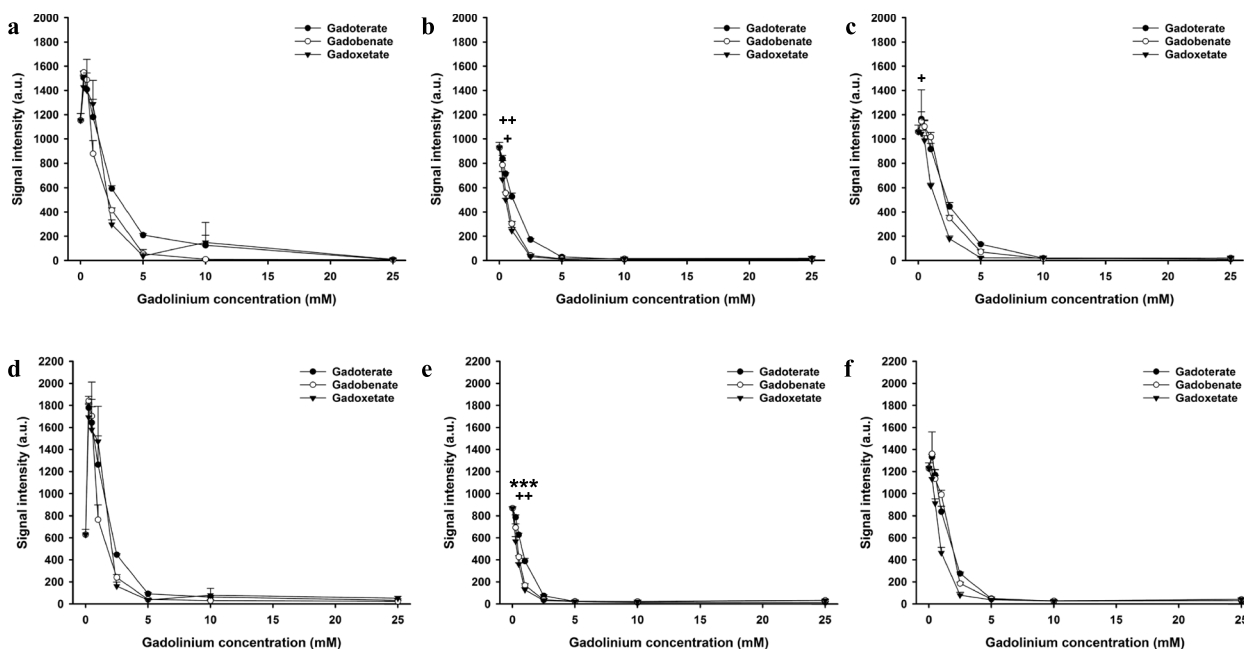 a
2000
1800
1600
1400
1200
1000
800
600
400
200
0
Signal intensity (a.u.)
Gadoterate
Gadobenate
Gadoxetate
0 5 10 15 20 25
Gadolinium concentration (mM)
b
2000
1800
1600
1400
1200
1000
800
600
400
200
0
Signal intensity (a.u.)
Gadoterate
Gadobenate
Gadoxetate
++
+
0 5 10 15 20 25
Gadolinium concentration (mM)
c
2000
1800
1600
1400
1200
1000
800
600
400
200
0
Signal intensity (a.u.)
Gadoterate
Gadobenate
Gadoxetate
+
0 5 10 15 20 25
Gadolinium concentration (mM)
d
2200
2000
1800
1600
1400
1200
1000
800
600
400
200
0
Signal intensity (a.u.)
Gadoterate
Gadobenate
Gadoxetate
0 5 10 15 20 25
Gadolinium concentration (mM)
e
2200
2000
1800
1600
1400
1200
1000
800
600
400
200
0
Signal intensity (a.u.)
Gadoterate
Gadobenate
Gadoxetate
***
++
0 5 10 15 20 25
Gadolinium concentration (mM)
f
2200
2000
1800
1600
1400
1200
1000
800
600
400
200
0
Signal intensity (a.u.)
Gadoterate
Gadobenate
Gadoxetate
0 5 10 15 20 25
Gadolinium concentration (mM)